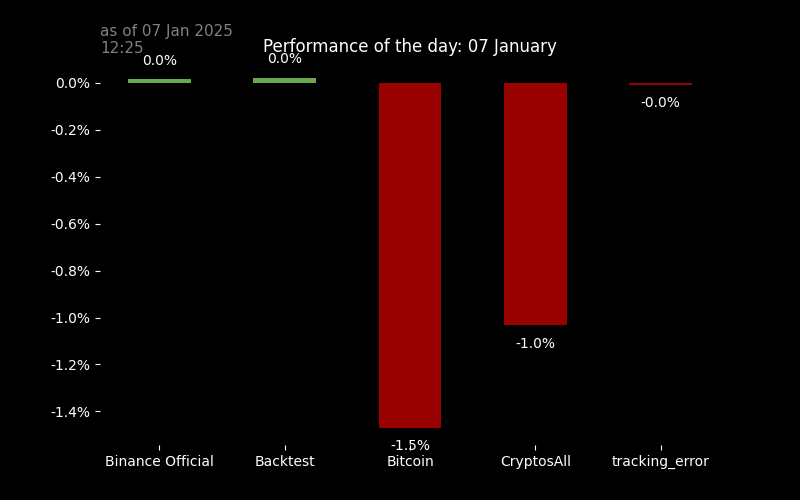 as of 07 Jan 2025
12:25
Performance of the day: 07 January
0.0%
0.0%
0.0%
-0.2%
-0.4%
-0.6%
-0.8%
-1.0%
-1.2%
-1.4%
-0.0%
-1.0%
-1.5%
Binance Official
Backtest
Bitcoin
CryptosAll
tracking_error